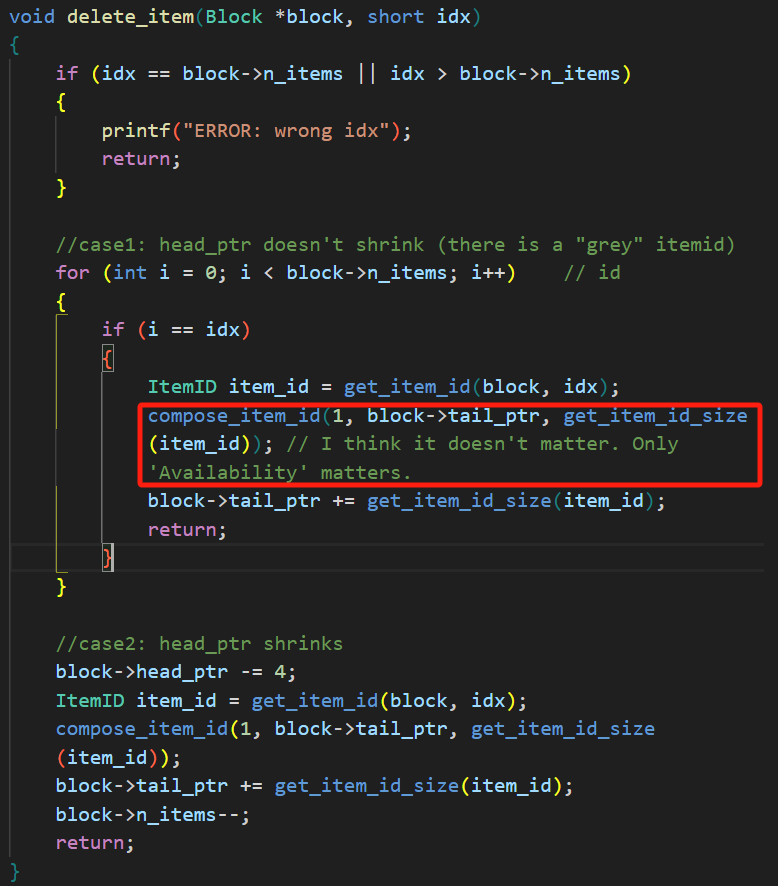 void delete_item(Block *block, short idx)
{
if (idx == block->n_items || idx > block->n_items)
{
printf("ERROR: wrong idx");
return;
}
//case1: head_ptr doesn't shrink (there is a "grey" itemid)
for (int i = 0; i < block->n_items; i++)    // id
{
if (i == idx)
{
ItemID item_id = get_item_id(block, idx);
compose_item_id(1, block->tail_ptr, get_item_id_size
(item_id)); // I think it doesn't matter. Only
'Availability' matters.
block->tail_ptr += get_item_id_size(item_id);
return;
}
}
//case2: head_ptr shrinks
block->head_ptr -= 4;
ItemID item_id = get_item_id(block, idx);
compose_item_id(1, block->tail_ptr, get_item_id_size
(item_id));
block->tail_ptr += get_item_id_size(item_id);
block->n_items--;
return;
}